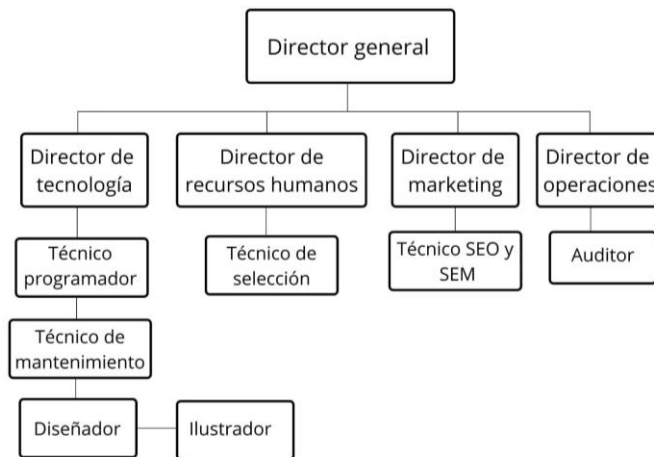 Director general
Director de
tecnología
Director de
recursos humanos
Director de
marketing
Director de
operaciones
Técnico
programador
Técnico de
selección
Técnico SEO y
SEM
Auditor
Técnico de
mantenimiento
Diseñador
Ilustrador